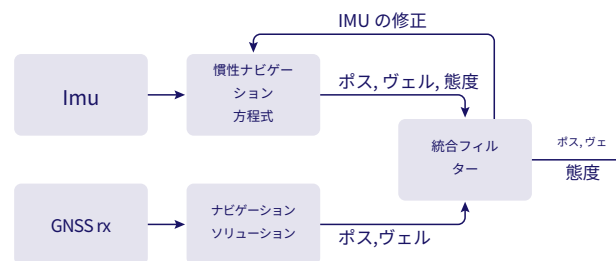 IMU の修正
Imu
慣性ナビゲー
ション
方程式
ポス, ヴェル, 態度
統合フィル
ター
ポス, ヴェ
態度
GNSS rx
ナビゲーション
ソリューション
ポス,ヴェル